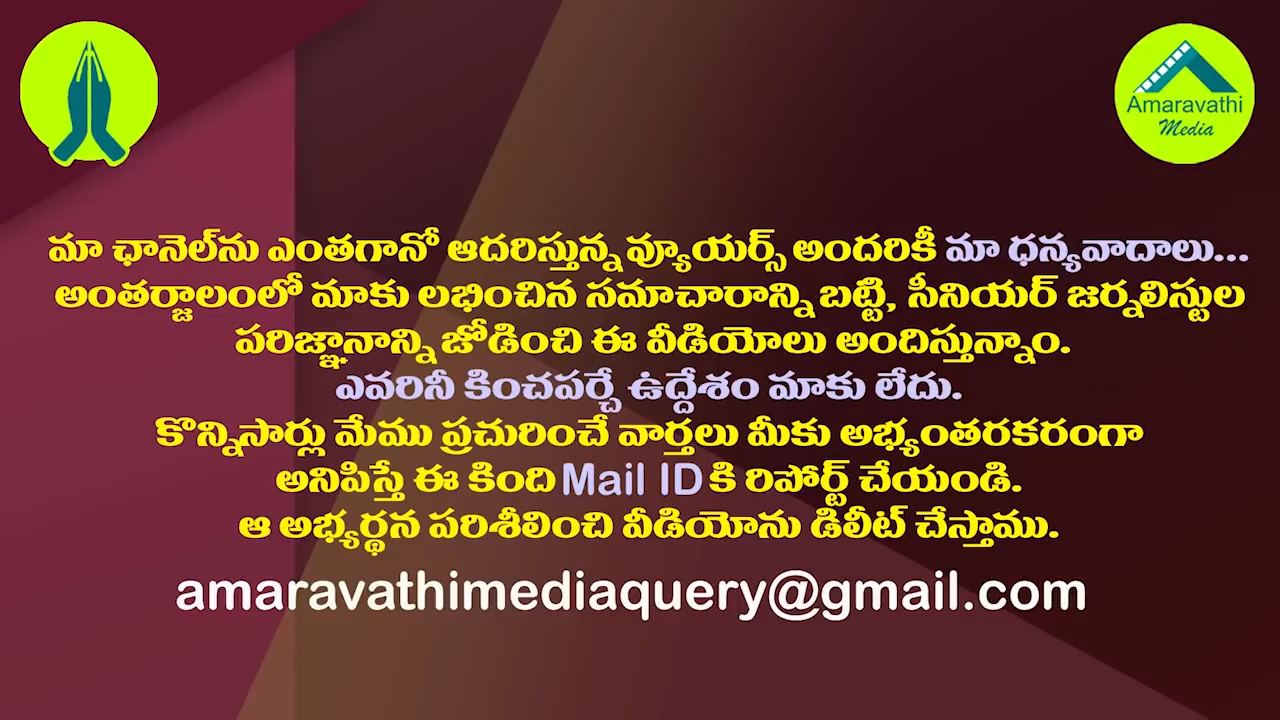 Amaravathi
Media
మా ఛానెల్‌ను ఎంతగానో ఆదరిస్తున్న వ్యూయర్స్ అందరికీ మా ధన్యవాదాలు...
అంతర్జాలంలో మాకు లభించిన సమాచారాన్ని బట్టి, సీనియర్ జర్నలిస్టుల
పరిజ్ఞానాన్ని జోడించి ఈ వీడియోలు అందిస్తున్నాం.
ఎవరినీ కించపర్చే ఉద్దేశం మాకు లేదు.
కొన్నిసార్లు మేము ప్రచురించే వార్తలు మీకు అభ్యంతరకరంగా
అనిపిస్తే ఈ కింది Mail ID కి రిపోర్ట్ చేయండి.
ఆ అభ్యర్థన పరిశీలించి వీడియోను డిలీట్ చేస్తాము.
amaravathimediaquery@gmail.com